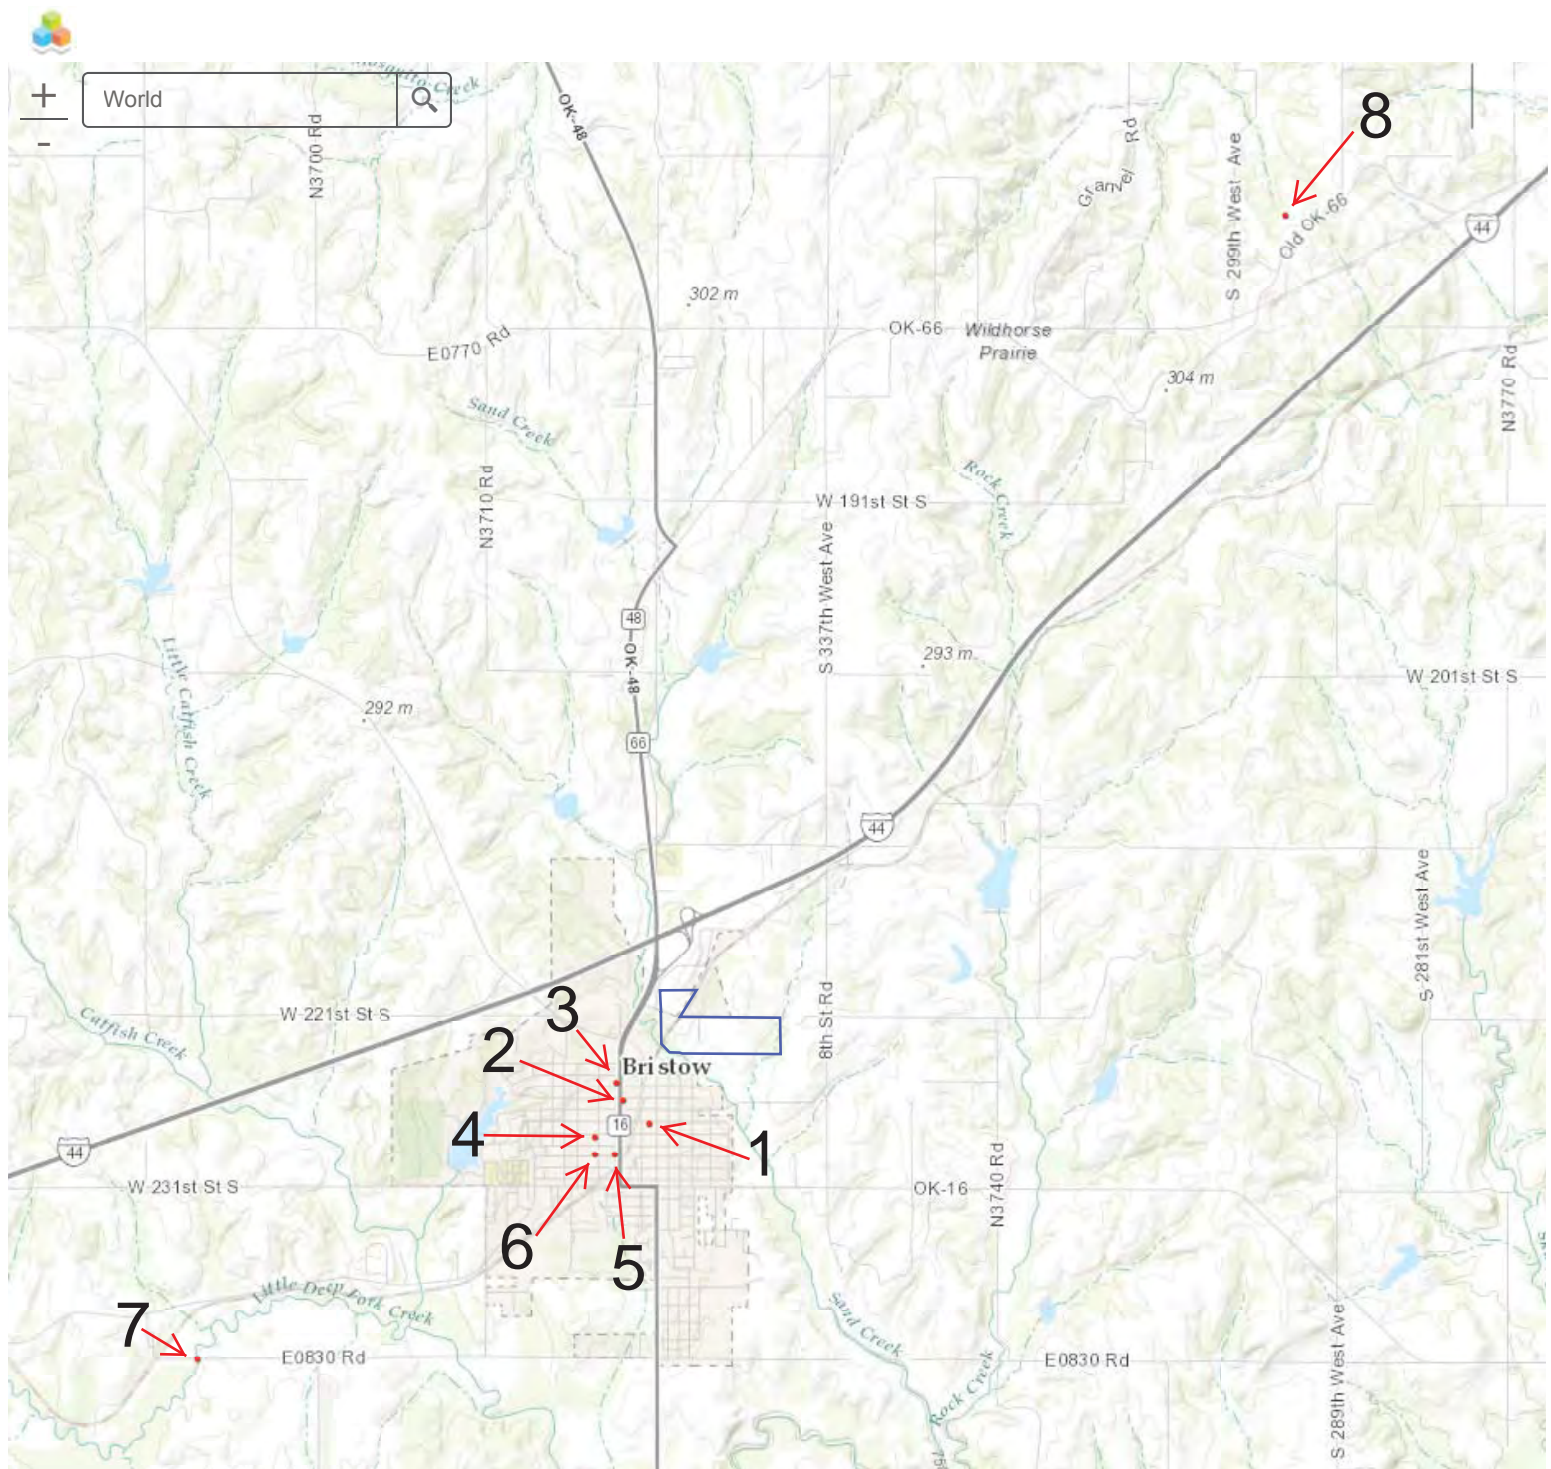 Mosquito Creek
+
World
-
OK-48
N3700 Rd
Gravel Rd
S 299th West Ave
8
Old OK-66
44
302 m
E0770 Rd
OK-66
Wildhorse
Prairie
304 m
N3770 Rd
Sand Creek
N3710 Rd
Rock Creek
W 191st St S
S 337th West Ave
48
OK-48
Little Catfish Creek
293 m
W 201st St S
292 m
66
44
S 281st West Ave
3
W 221st St S
Catfish Creek
8th St Rd
2
Bristow
4
16
1
44
W 231st St S
OK-16
N3740 Rd
6
5
Little Deep Fork Creek
7
Sand Creek
E0830 Rd
E0830 Rd
Rock Creek
S 289th West Ave